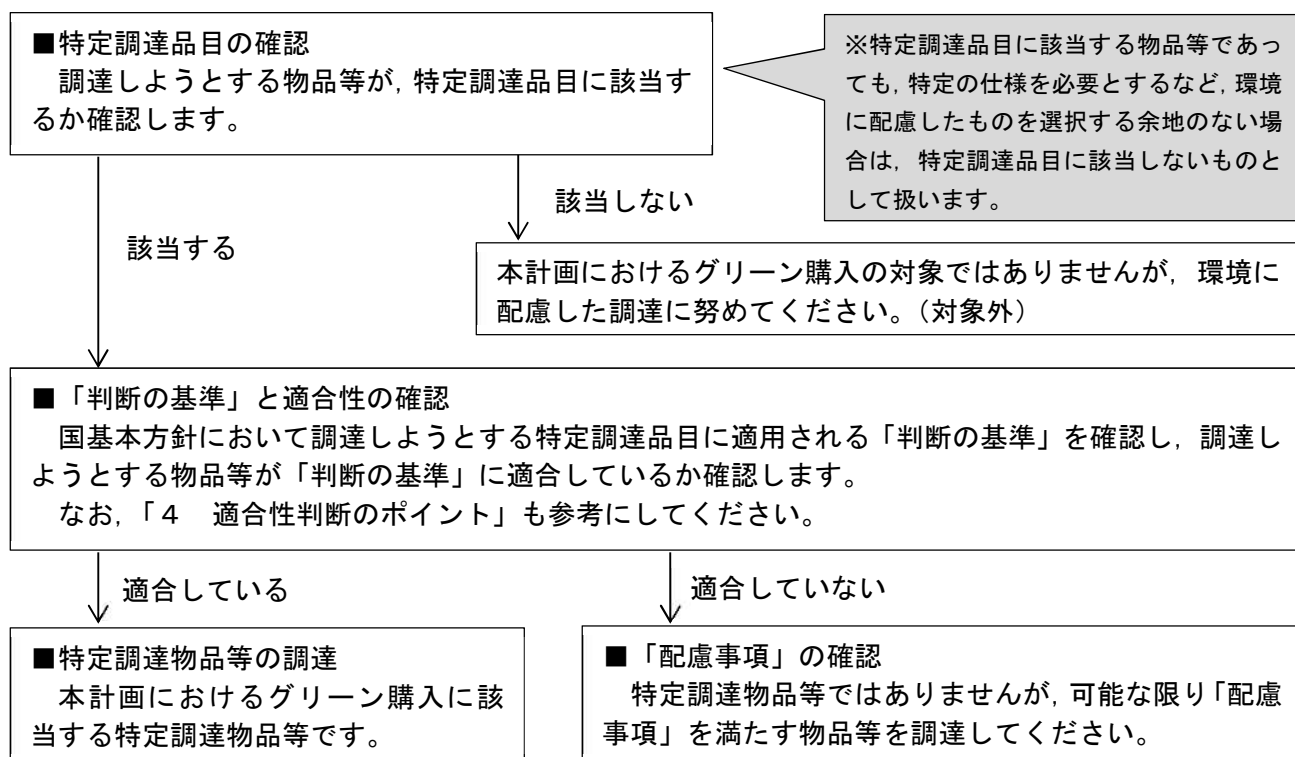 ■特定調達品目の確認
調達しようとする物品等が，特定調達品目に該当す
るか確認します。
※特定調達品目に該当する物品等であっ
ても，特定の仕様を必要とするなど，環境
に配慮したものを選択する余地のない場
合は，特定調達品目に該当しないものと
して扱います。
該当しない
該当する
本計画におけるグリーン購入の対象ではありませんが，環境に
配慮した調達に努めてください。（対象外）
■「判断の基準」と適合性の確認
国基本方針において調達しようとする特定調達品目に適用される「判断の基準」を確認し，調達し
ようとする物品等が「判断の基準」に適合しているか確認します。
なお，「４　適合性判断のポイント」も参考にしてください。
適合している
適合していない
■特定調達物品等の調達
本計画におけるグリーン購入に該
当する特定調達物品等です。
■「配慮事項」の確認
特定調達物品等ではありませんが，可能な限り「配慮
事項」を満たす物品等を調達してください。